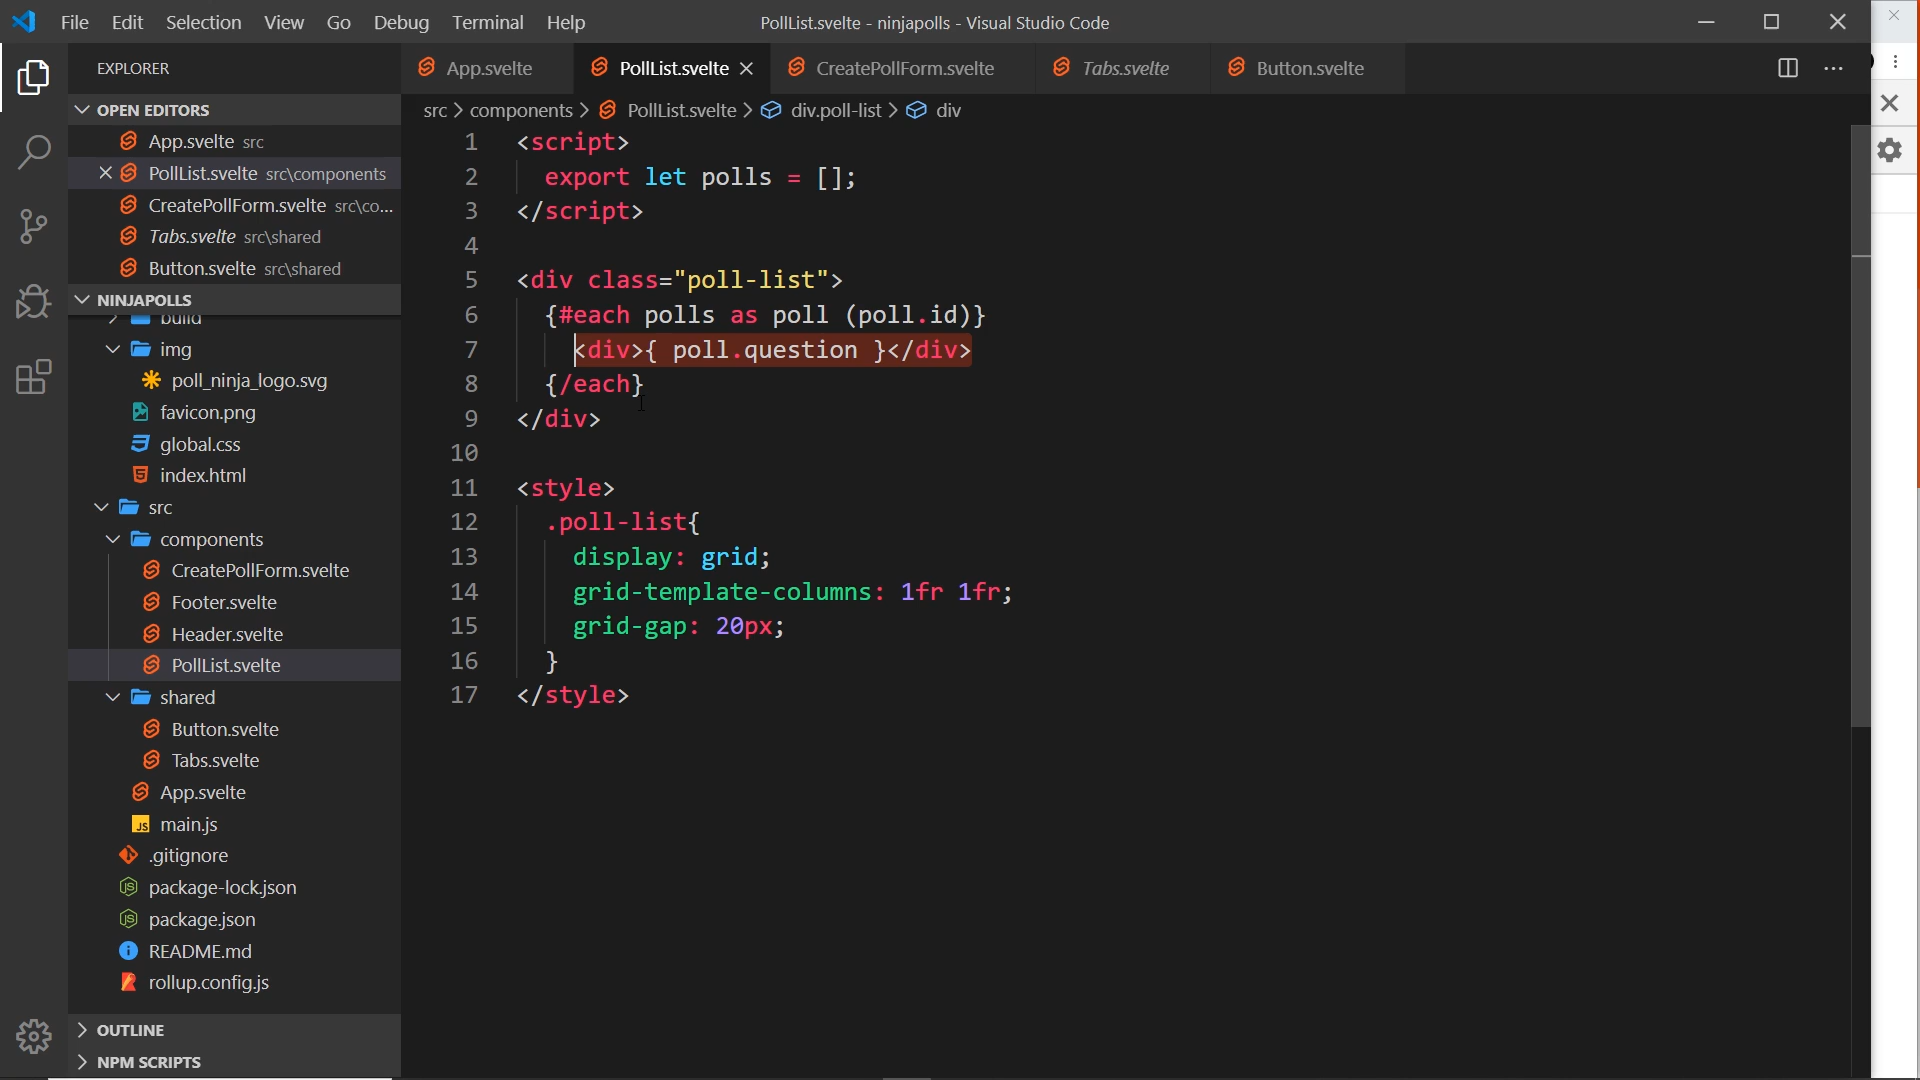 File Edit Selection View Go Debug Terminal Help
PollList.svelte - ninjapolls - Visual Studio Code
EXPLORER
OPEN EDITORS
App.svelte src
PollList.svelte src\components
CreatePollForm.svelte src\co...
Tabs.svelte src\shared
Button.svelte src\shared
NINJAPOLLS
build
img
poll_ninja_logo.svg
favicon.png
global.css
index.html
src
components
CreatePollForm.svelte
Footer.svelte
Header.svelte
PollList.svelte
shared
Button.svelte
Tabs.svelte
App.svelte
JS main.js
.gitignore
package-lock.json
package.json
README.md
rollup.config.js
OUTLINE
NPM SCRIPTS
App.svelte PollList.svelte CreatePollForm.svelte Tabs.svelte Button.svelte
src > components > PollList.svelte > div.poll-list > div
1 <script>
2 export let polls = [];
3 </script>
4
5 <div class="poll-list">
6 {#each polls as poll (poll.id)}
7 <div>{ poll.question }</div>
8 {/each}
9 </div>
10
11 <style>
12 .poll-list{
13 display: grid;
14 grid-template-columns: 1fr 1fr;
15 grid-gap: 20px;
16 }
17 </style>